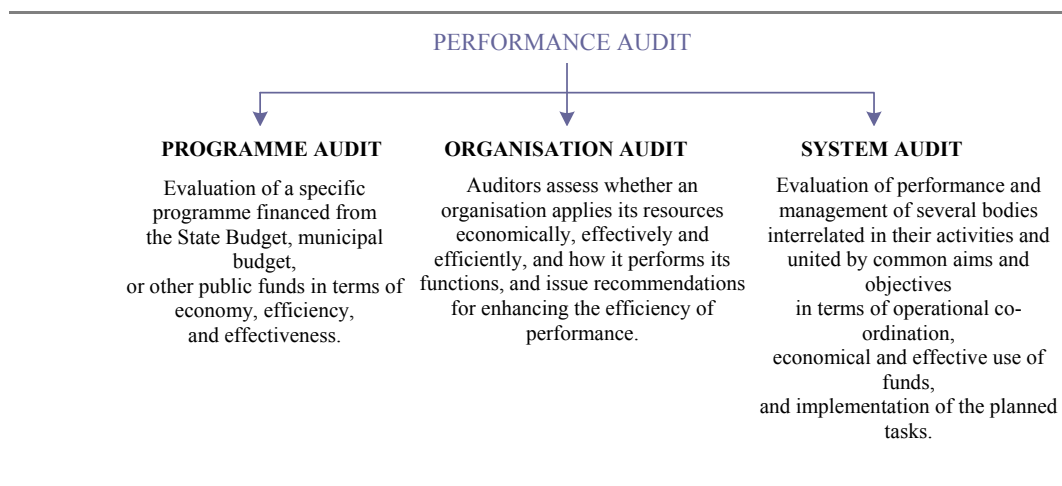 PERFORMANCE AUDIT
PROGRAMME AUDIT
Evaluation of a specific
programme financed from
the State Budget, municipal
budget,
or other public funds in terms of
economy, efficiency,
and effectiveness.
ORGANISATION AUDIT
Auditors assess whether an
organisation applies its resources
economically, effectively and
efficiently, and how it performs its
functions, and issue recommendations
for enhancing the efficiency of
performance.
SYSTEM AUDIT
Evaluation of performance and
management of several bodies
interrelated in their activities and
united by common aims and
objectives
in terms of operational co-
ordination,
economical and effective use of
funds,
and implementation of the planned
tasks.